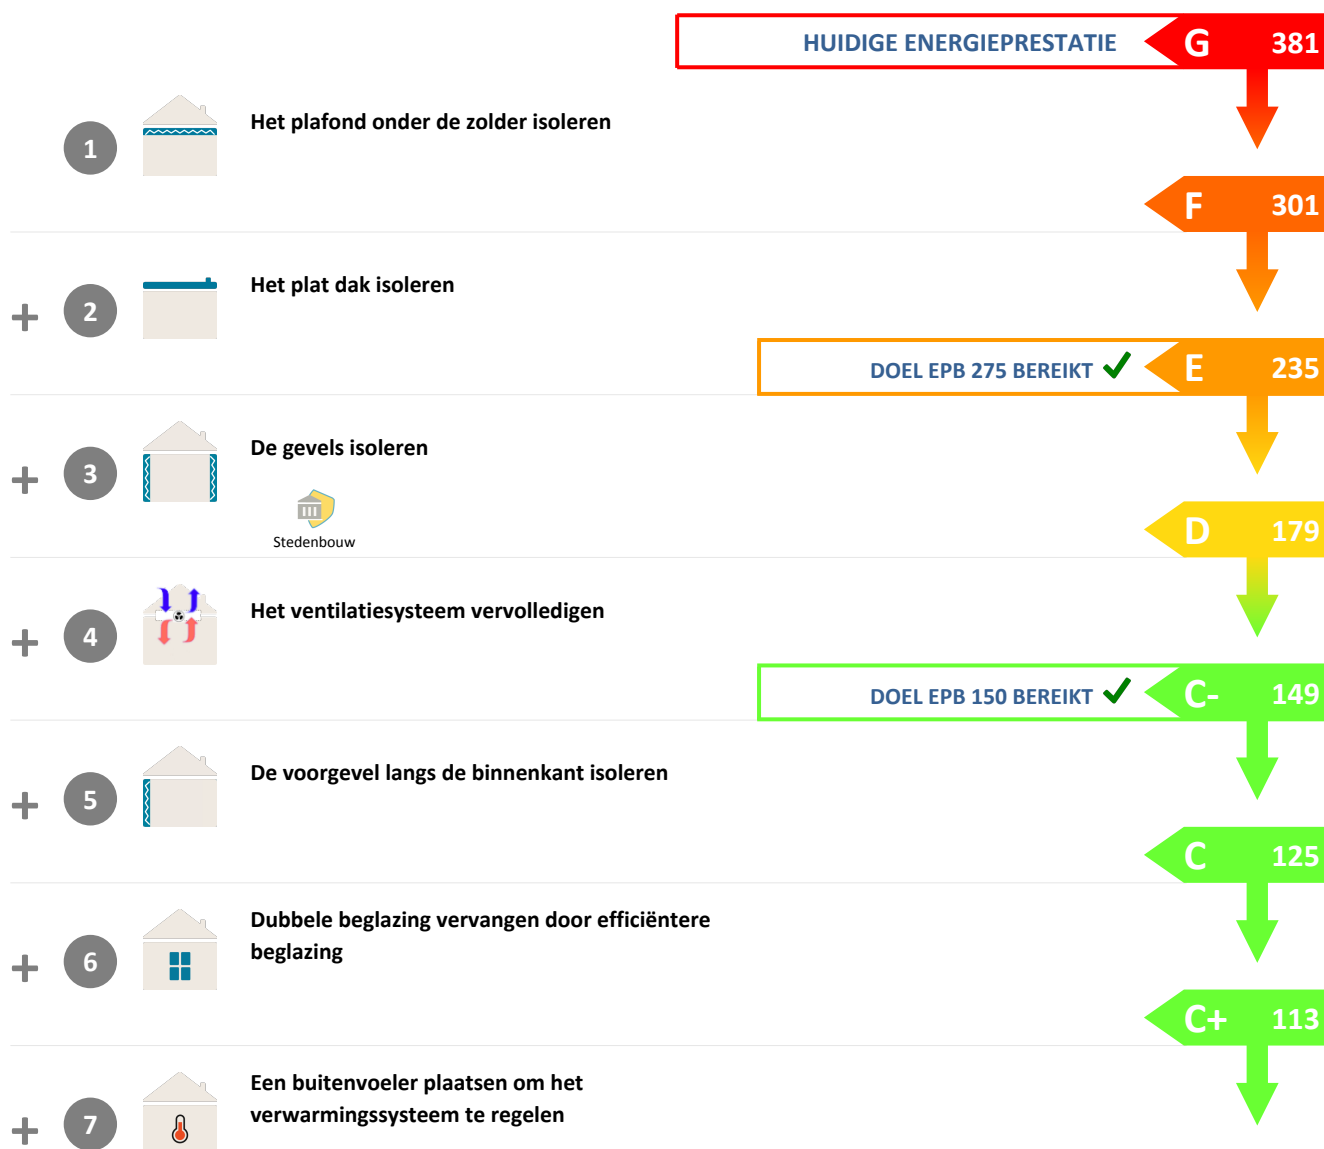 HUIDIGE ENERGIEPRESTATIE G 381
1 Het plafond onder de zolder isoleren
F 301
+ 2 Het plat dak isoleren
DOEL EPB 275 BEREIKT ✔ E 235
+ 3 De gevels isoleren
Stedenbouw
D 179
+ 4 Het ventilatiesysteem vervolledigen
DOEL EPB 150 BEREIKT ✔ C- 149
+ 5 De voorgevel langs de binnenkant isoleren
C 125
+ 6 Dubbele beglazing vervangen door efficiëntere
beglazing
C+ 113
+ 7 Een buitenvoeler plaatsen om het
verwarmingssysteem te regelen